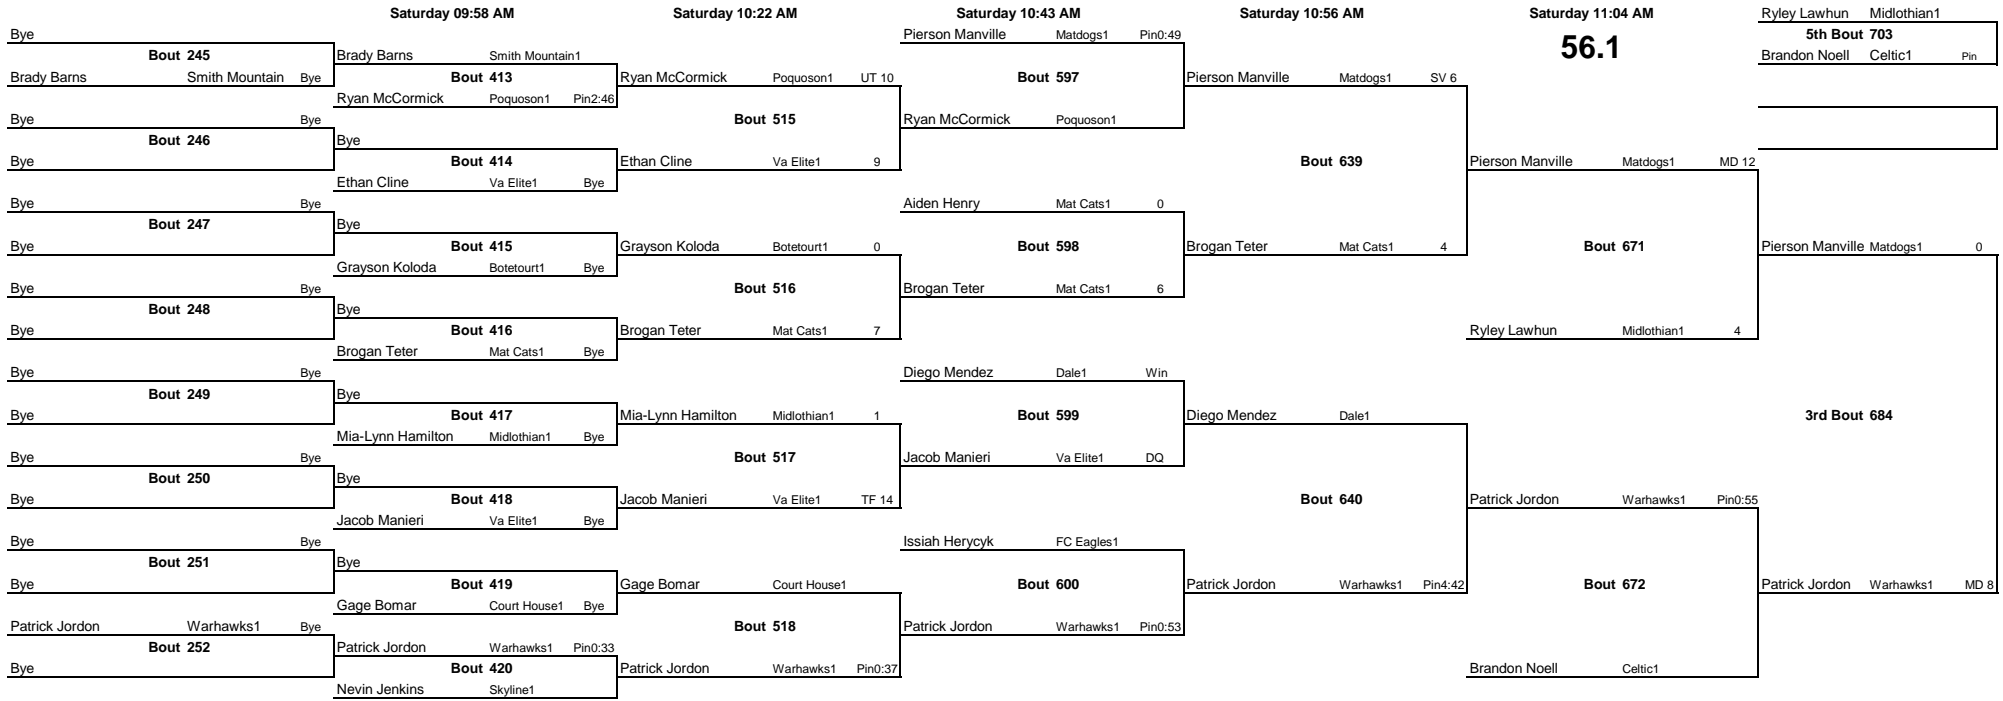 Saturday 09:58 AM Saturday 10:22 AM Saturday 10:43 AM Saturday 10:56 AM Saturday 11:04 AM Ryley Lawhun Midlothian1
Bye Pierson Manville Matdogs1 Pin0:49 56.1 5th Bout 703
Bout 245 Brady Barns Smith Mountain1 Brandon Noell Celtic1 Pin
Brady Barns Smith Mountain Bye Bout 413 Ryan McCormick Poquoson1 UT 10 Bout 597 Pierson Manville Matdogs1 SV 6
Ryan McCormick Poquoson1 Pin2:46
Bye Bye Bout 515 Ryan McCormick Poquoson1
Bout 246 Bye
Bye Bout 414 Ethan Cline Va Elite1 9 Bout 639 Pierson Manville Matdogs1 MD 12
Ethan Cline Va Elite1 Bye
Bye Bye Aiden Henry Mat Cats1 0
Bout 247 Bye
Bye Bout 415 Grayson Koloda Botetourt1 0 Bout 598 Brogan Teter Mat Cats1 4 Bout 671 Pierson Manville Matdogs1 0
Grayson Koloda Botetourt1 Bye
Bye Bye Bout 516 Brogan Teter Mat Cats1 6
Bout 248 Bye
Bye Bout 416 Brogan Teter Mat Cats1 7 Ryley Lawhun Midlothian1 4
Brogan Teter Mat Cats1 Bye
Bye Bye Diego Mendez Dale1 Win
Bout 249 Bye
Bye Bout 417 Mia-Lynn Hamilton Midlothian1 1 Bout 599 Diego Mendez Dale1 3rd Bout 684
Mia-Lynn Hamilton Midlothian1 Bye
Bye Bye Bout 517 Jacob Manieri Va Elite1 DQ
Bout 250 Bye
Bye Bout 418 Jacob Manieri Va Elite1 TF 14 Bout 640 Patrick Jordon Warhawks1 Pin0:55
Jacob Manieri Va Elite1 Bye
Bye Bye Issiah Herycyk FC Eagles1
Bout 251 Bye
Bye Bout 419 Gage Bomar Court House1 Bout 600 Patrick Jordon Warhawks1 Pin4:42 Bout 672 Patrick Jordon Warhawks1 MD 8
Gage Bomar Court House1 Bye
Patrick Jordon Warhawks1 Bye Bout 518 Patrick Jordon Warhawks1 Pin0:53
Bout 252 Patrick Jordon Warhawks1 Pin0:33
Bye Bout 420 Patrick Jordon Warhawks1 Pin0:37 Brandon Noell Celtic1
Nevin Jenkins Skyline1